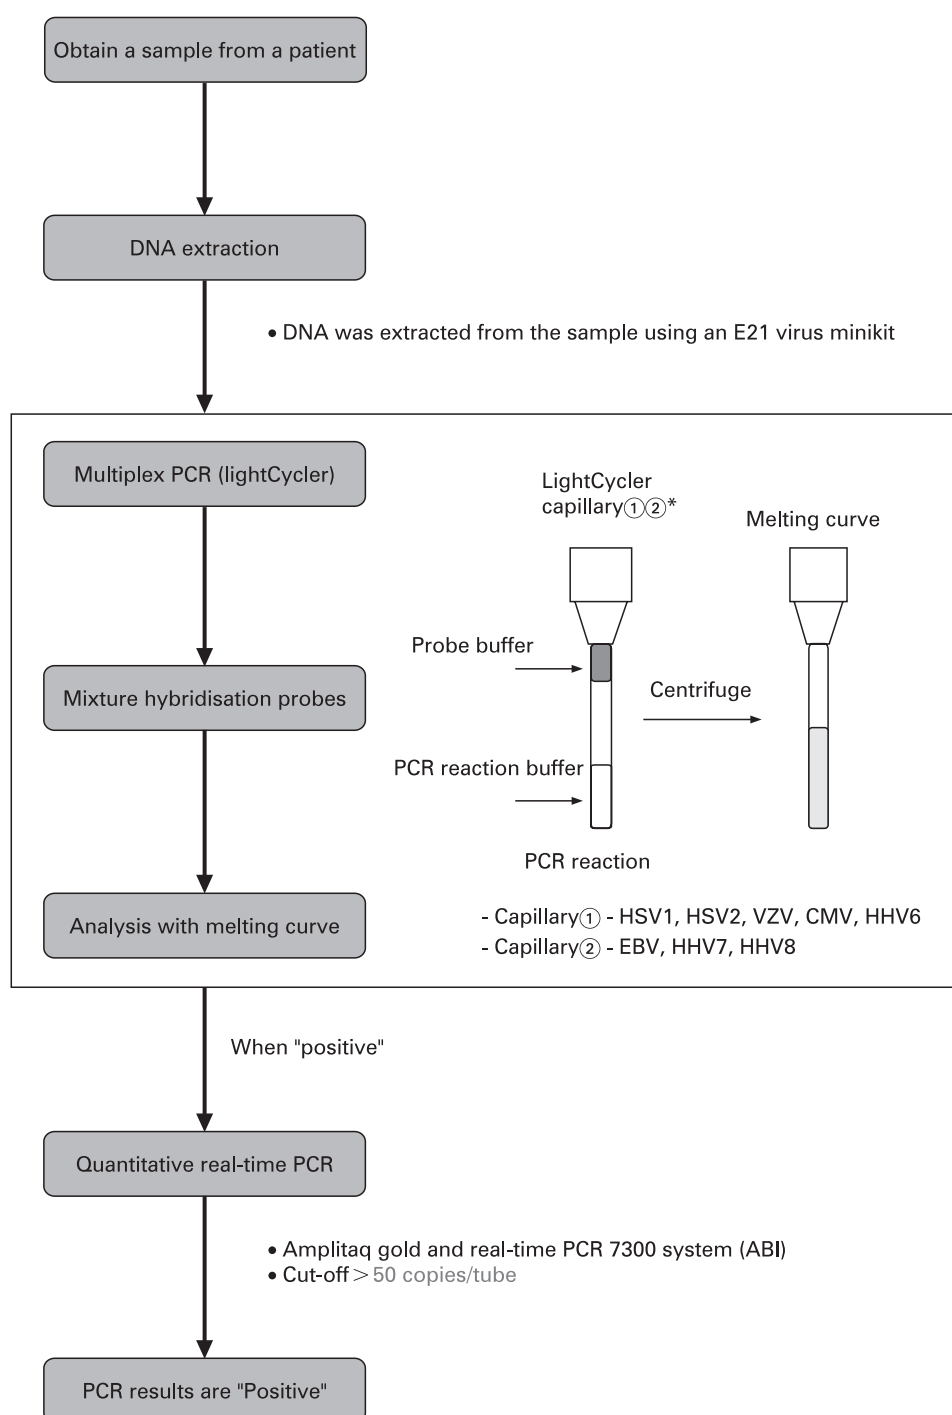 Obtain a sample from a patient
DNA extraction
• DNA was extracted from the sample using an E21 virus minikit
Multiplex PCR (lightCycler)
LightCycler
capillary①②*
Melting curve
Probe buffer
Mixture hybridisation probes
Centrifuge
PCR reaction buffer
PCR reaction
Analysis with melting curve
- Capillary① - HSV1, HSV2, VZV, CMV, HHV6
- Capillary② - EBV, HHV7, HHV8
When "positive"
Quantitative real-time PCR
• Amplitaq gold and real-time PCR 7300 system (ABI)
• Cut-off > 50 copies/tube
PCR results are "Positive"